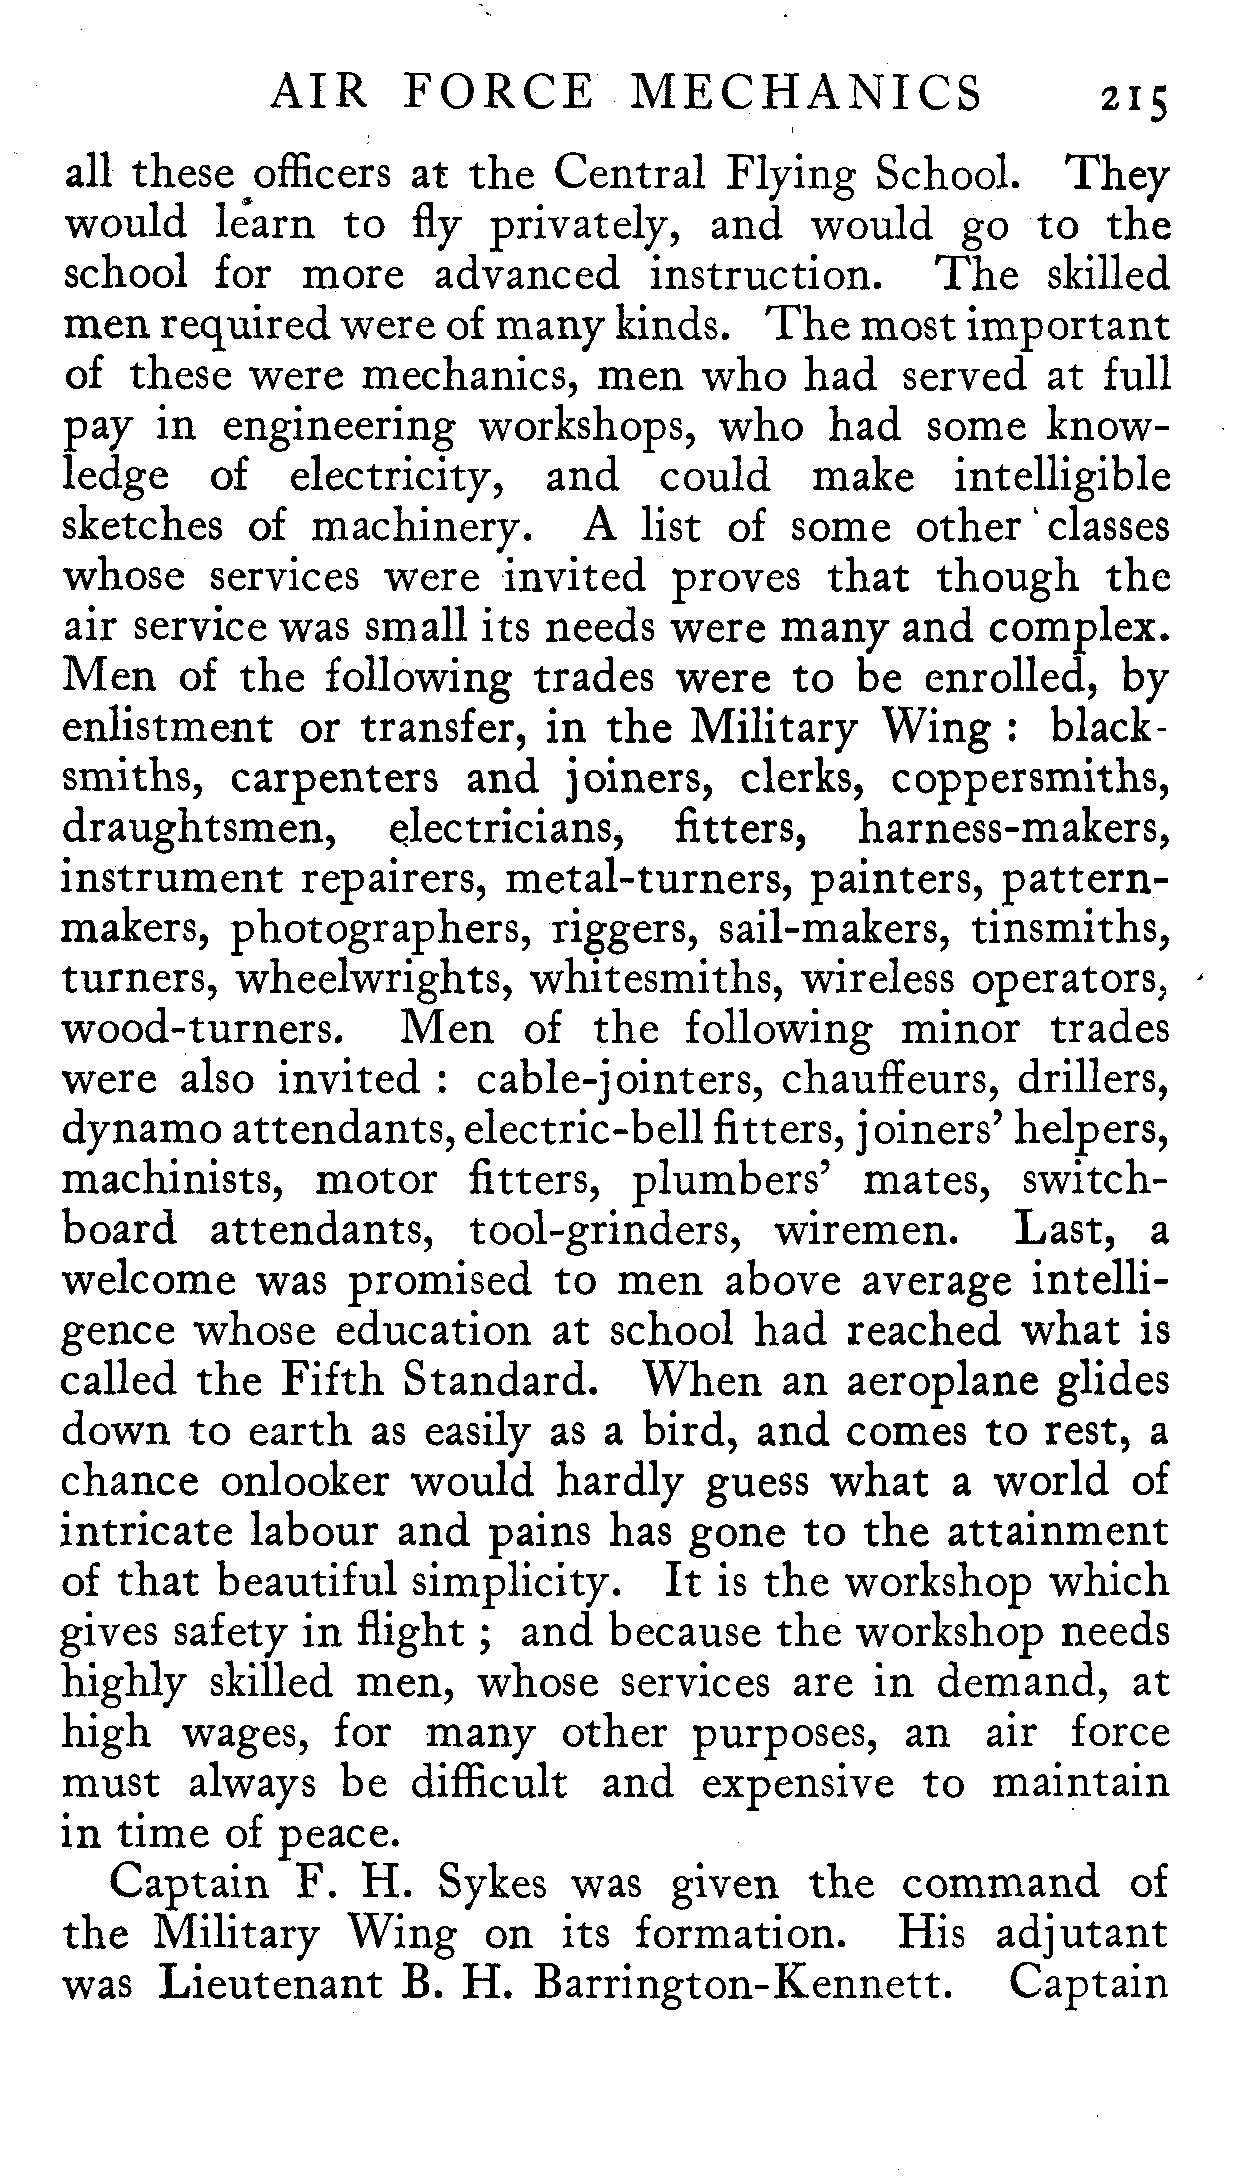 AIR FORCE MECHANICS 215
all these officers at the Central Flying School. They
would learn to fly privately, and would go to the
school for more advanced instruction. The skilled
men required were of many kinds. The most important
of these were mechanics, men who had served at full
pay in engineering workshops, who had some know-
ledge of electricity, and could make intelligible
sketches of machinery. A list of some other classes
whose services were invited proves that though the
air service was small its needs were many and complex.
Men of the following trades were to be enrolled, by
enlistment or transfer, in the Military Wing : black-
smiths, carpenters and joiners, clerks, coppersmiths,
draughtsmen, electricians, fitters, harness-makers,
instrument repairers, metal-turners, painters, pattern-
makers, photographers, riggers, sail-makers, tinsmiths,
turners, wheelwrights, whitesmiths, wireless operators,
wood-turners. Men of the following minor trades
were also invited : cable-jointers, chauffeurs, drillers,
dynamo attendants, electric-bell fitters, joiners' helpers,
machinists, motor fitters, plumbers' mates, switch-
board attendants, tool-grinders, wiremen. Last, a
welcome was promised to men above average intelli-
gence whose education at school had reached what is
called the Fifth Standard. When an aeroplane glides
down to earth as easily as a bird, and comes to rest, a
chance onlooker would hardly guess what a world of
intricate labour and pains has gone to the attainment
of that beautiful simplicity. It is the workshop which
gives safety in flight ; and because the workshop needs
highly skilled men, whose services are in demand, at
high wages, for many other purposes, an air force
must always be difficult and expensive to maintain
in time of peace.
Captain F. H. Sykes was given the command of
the Military Wing on its formation. His adjutant
was Lieutenant B. H. Barrington-Kennett. Captain